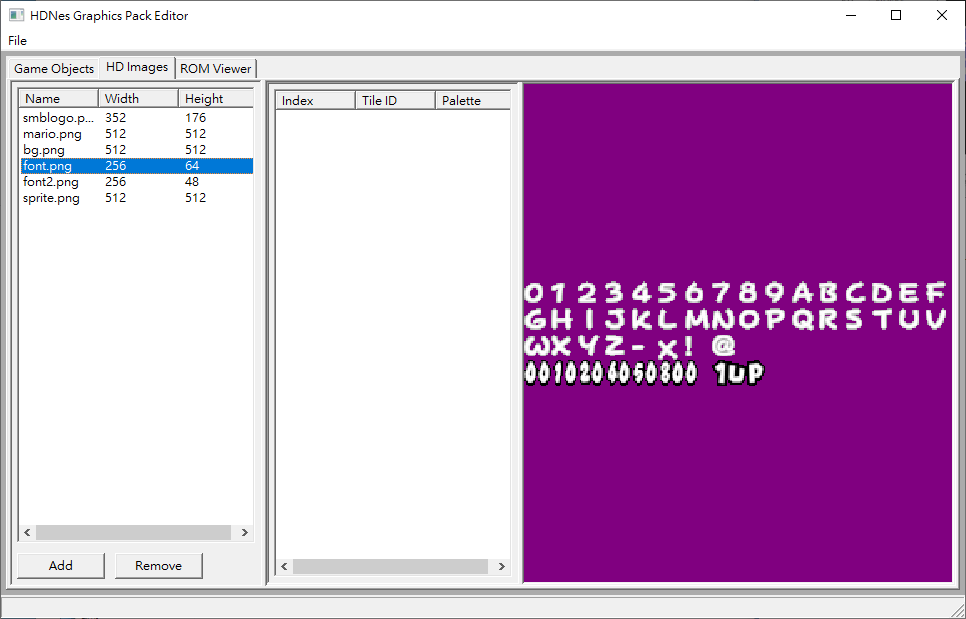 HDNes Graphics Pack Editor
File
Game Objects HD Images ROM Viewer
Name Width Height
smblogo.p... 352 176
mario.png 512 512
bg.png 512 512
font.png 256 64
font2.png 256 48
sprite.png 512 512
Add Remove
Index Tile ID Palette
0123456789ABCDEF
GHIJKLMNOPQRSTUV
WXYZ-x! @
0010204050800 1UP